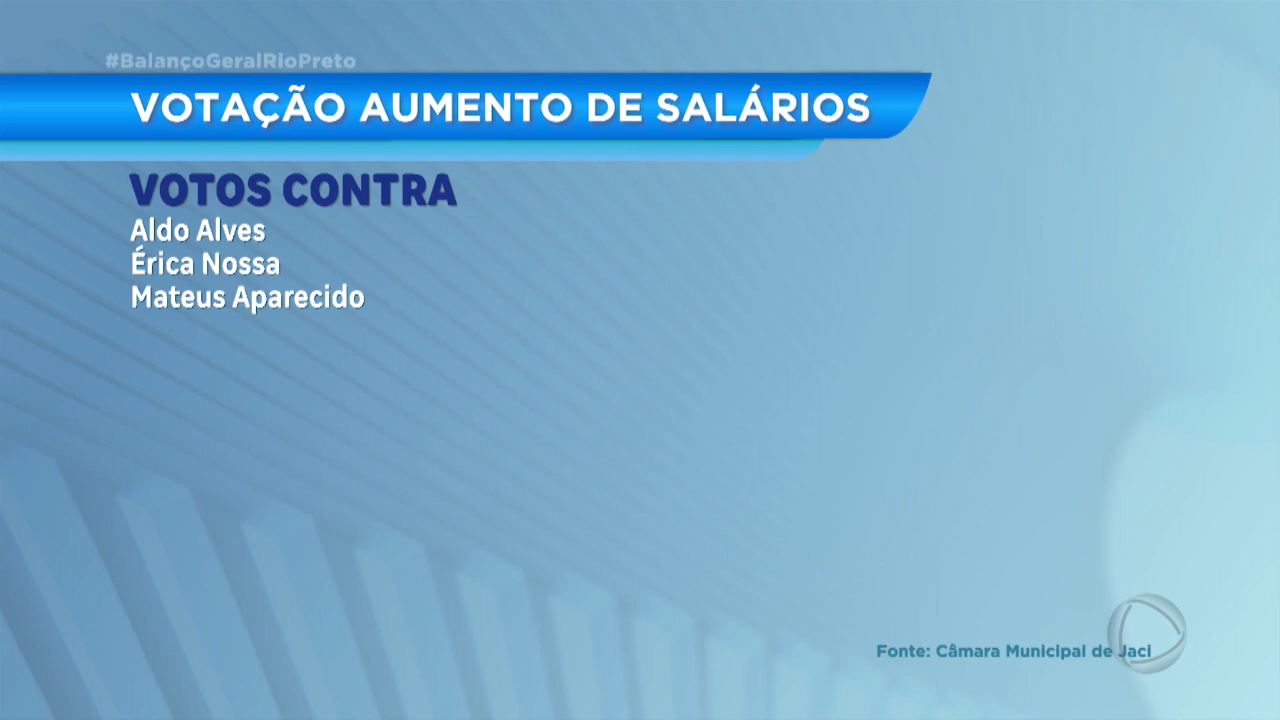 #BalançoGeralRioPreto
VOTAÇÃO AUMENTO DE SALÁRIOS
VOTOS CONTRA
Aldo Alves
Érica Nossa
Mateus Aparecido
Fonte: Câmara Municipal de Jaci